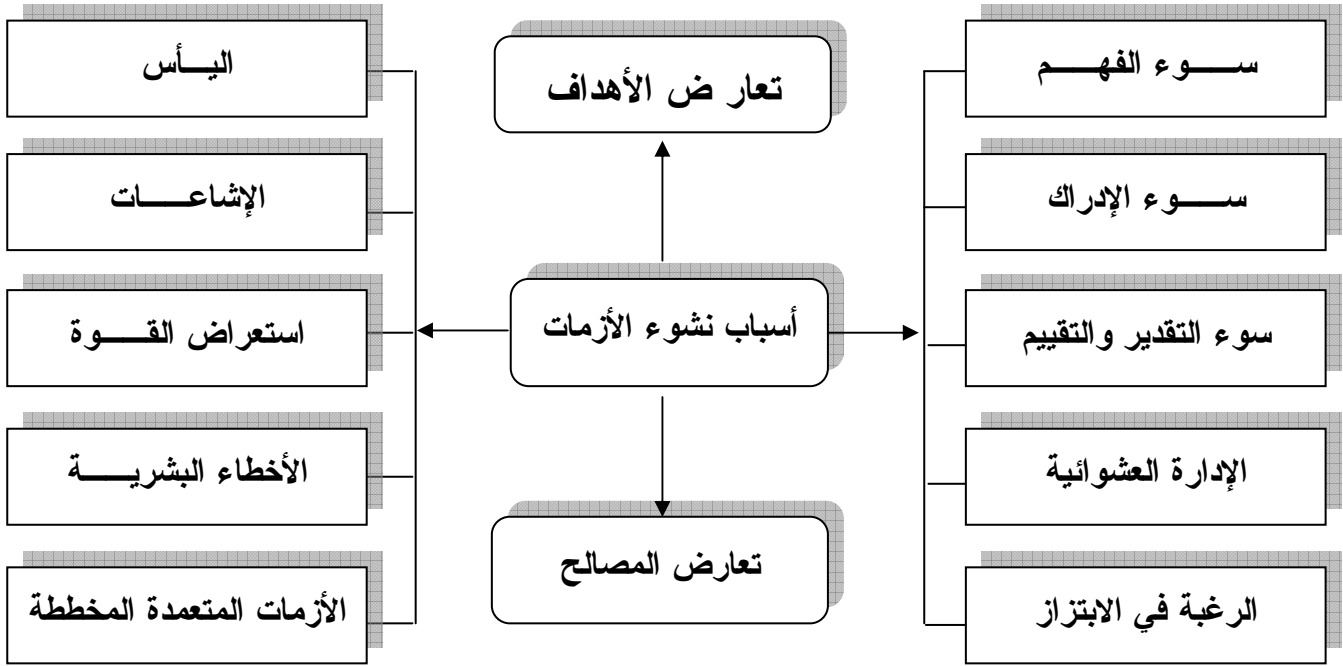 سوء الفهم
سوء الإدراك
سوء التقدير والتقييم
الإدارة العشوائية
الرغبة في الابتزاز
تعار ض الأهداف
أسباب نشوء الأزمات
تعارض المصالح
اليأس
الإشاعات
استعراض القوة
الأخطاء البشرية
الأزمات المتعمدة المخططة